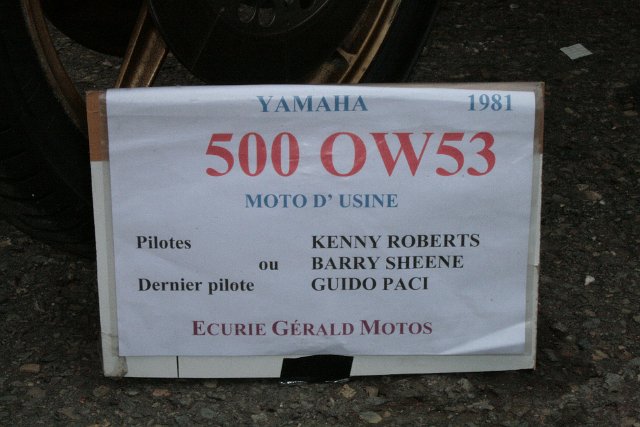 YAMAHA 1981
500 OW53
MOTO D' USINE
Pilotes KENNY ROBERTS
ou BARRY SHEENE
Dernier pilote GUIDO PACI
ECURIE GÉRALD MOTOS